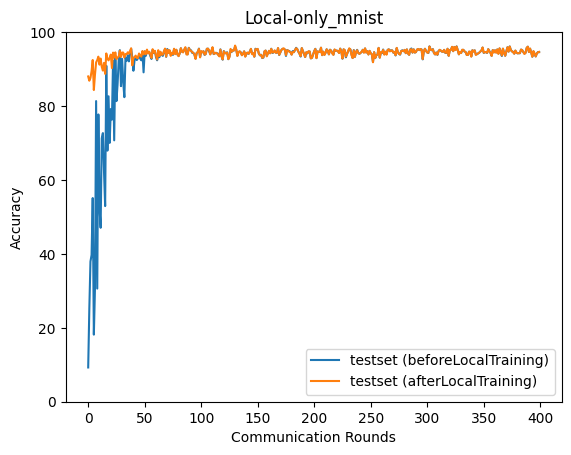 Local-only_mnist
100
80
60
40
20
0
Accuracy
0 50 100 150 200 250 300 350 400
Communication Rounds
testset (beforeLocalTraining)
testset (afterLocalTraining)